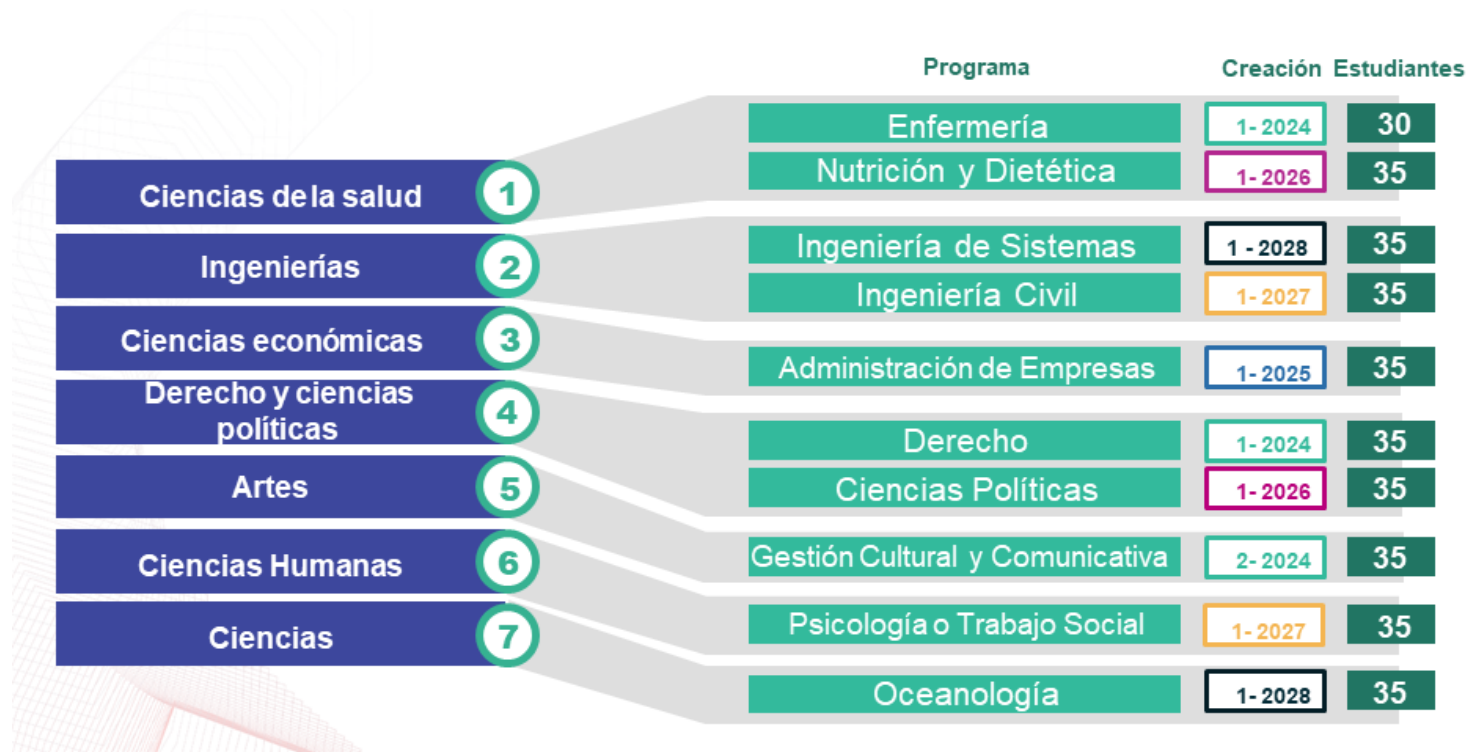 Programa Creación Estudiantes
Ciencias de la salud 1
Enfermería 1- 2024 30
Nutrición y Dietética 1- 2026 35
Ingenierías 2
Ingeniería de Sistemas 1 - 2028 35
Ingeniería Civil 1- 2027 35
Ciencias económicas 3
Administración de Empresas 1- 2025 35
Derecho y ciencias
políticas 4
Derecho 1- 2024 35
Ciencias Políticas 1- 2026 35
Artes 5
Gestión Cultural y Comunicativa 2- 2024 35
Ciencias Humanas 6
Psicología o Trabajo Social 1- 2027 35
Ciencias 7
Oceanología 1- 2028 35